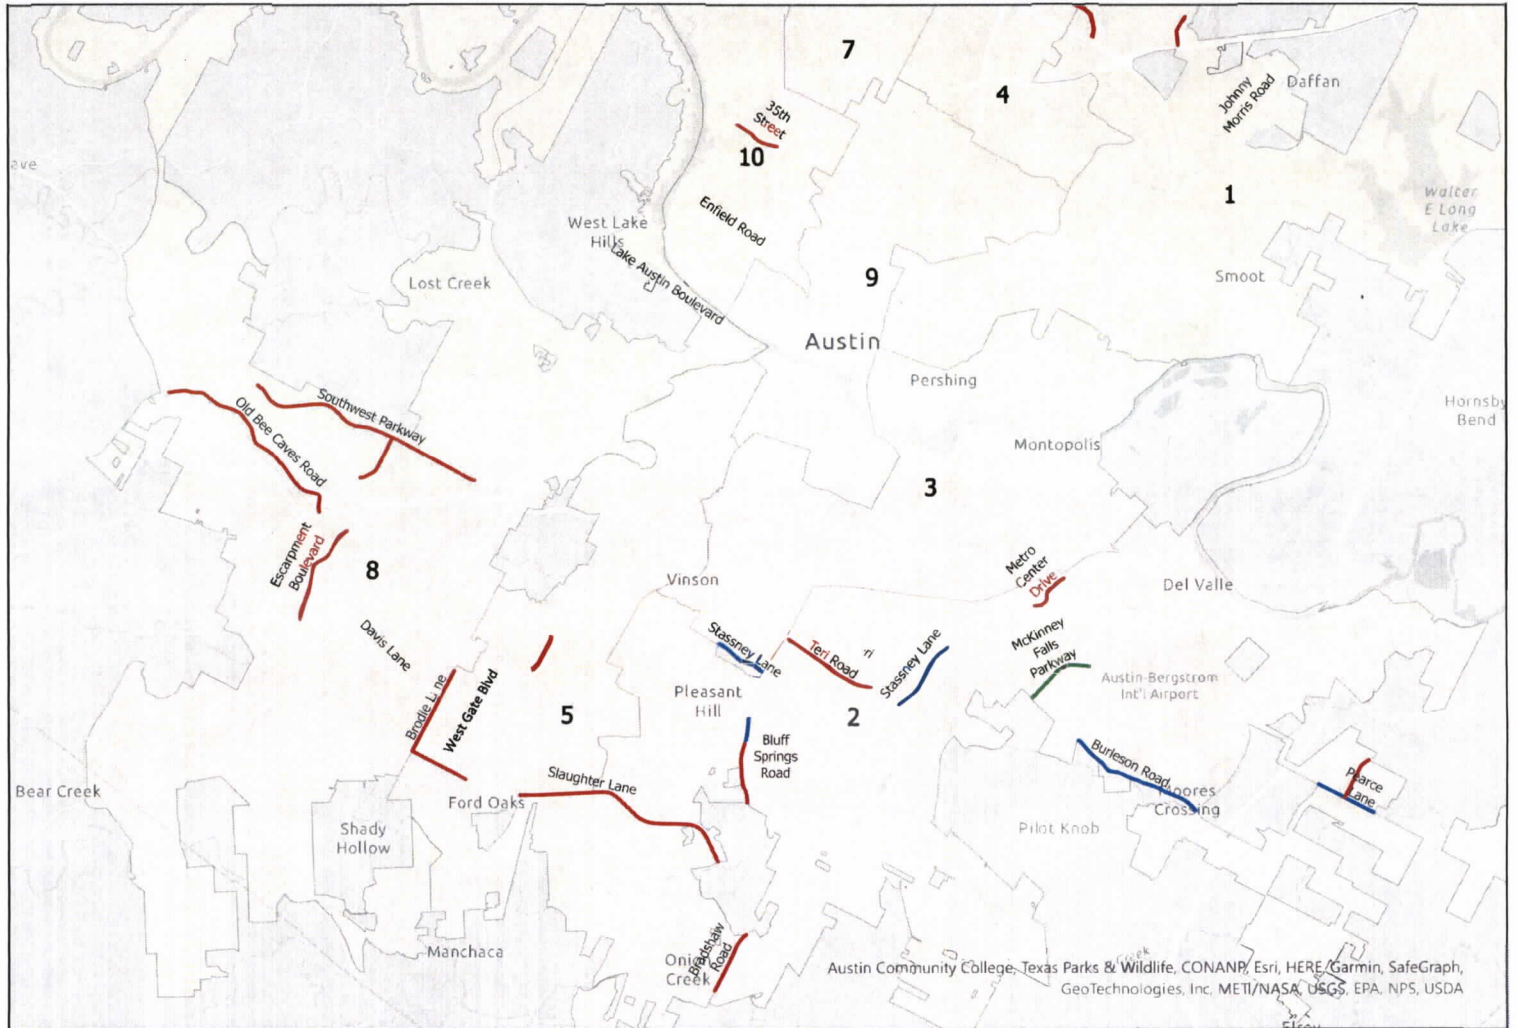 7
4
Johnny
Morris Road
Daffan
35th
Street
10
ave
1
Walter
E Long
Lake
Enfield Road
West Lake
Hills
Lake Austin Boulevard
Lost Creek
9
Smoot
Austin
Pershing
Hornsby
Bend
Southwest Parkway
Old Bee Caves Road
Montopolis
3
Escarpment
Boulevard
8
Metro
Center
Drive
Vinson
Del Valle
Davis Lane
Stassney Lane
Teri Road
Stassney Lane
McKinney
Falls
Parkway
Austin-Bergstrom
Int'l Airport
Brodie Lane
West Gate Blvd
5
Pleasant
Hill
2
Bluff
Springs
Road
Burleson Road
Moores
Crossing
Pearce
Lane
Bear Creek
Slaughter Lane
Ford Oaks
Shady
Hollow
Pilot Knob
Manchaca
Bradshaw
Road
Onion
Creek
Creek
Austin Community College, Texas Parks & Wildlife, CONANP, Esri, HERE, Garmin, SafeGraph,
GeoTechnologies, Inc, METI/NASA, USGS, EPA, NPS, USDA